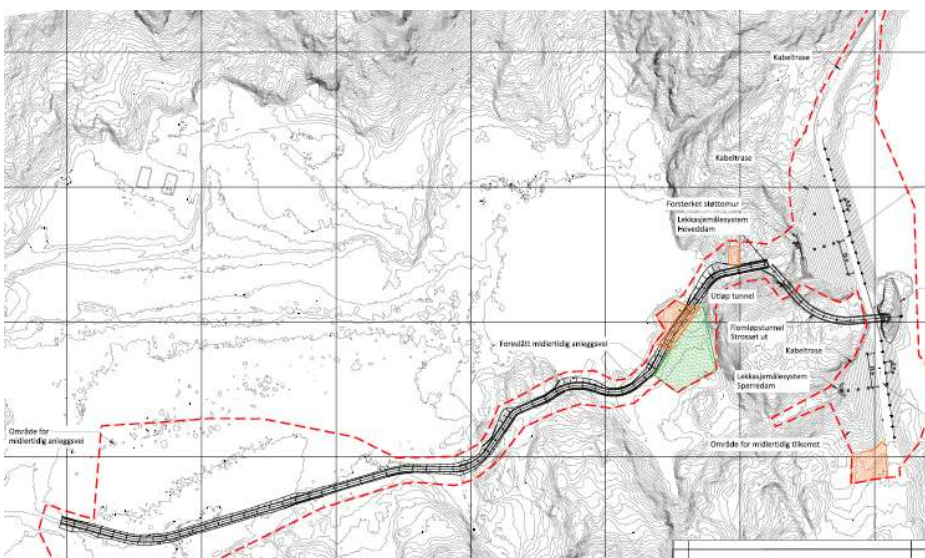 Kabeltrase
Kabeltrase
Forsterket støttemur
Lekkasjemålesystem
Hoveddam
Utløp tunnel
Flomløpstunnel
Strosset ut
Foreslått midlertidig anleggsvei
Kabeltrase
Lekkasjemålesystem
Sperredam
Område for
midlertidig anleggsvei
Område for midlertidig tilkomst